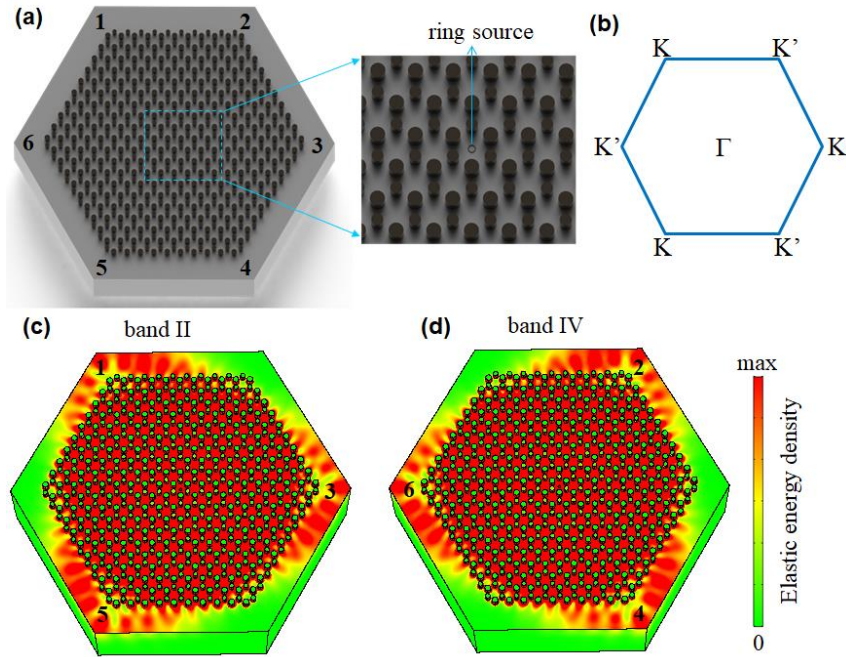 (a)
1
2
ring source
(b)
K
K’
6
3
K’
Γ
K
5
4
K
K’
(c)
band II
(d)
band IV
1
2
max
3
6
5
4
Elastic energy density
0